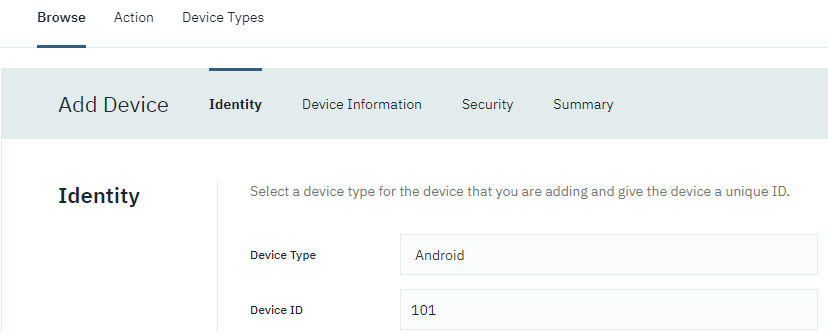 Browse Action Device Types
Add Device Identity Device Information Security Summary
Identity
Select a device type for the device that you are adding and give the device a unique ID.
Device Type Android
Device ID 101